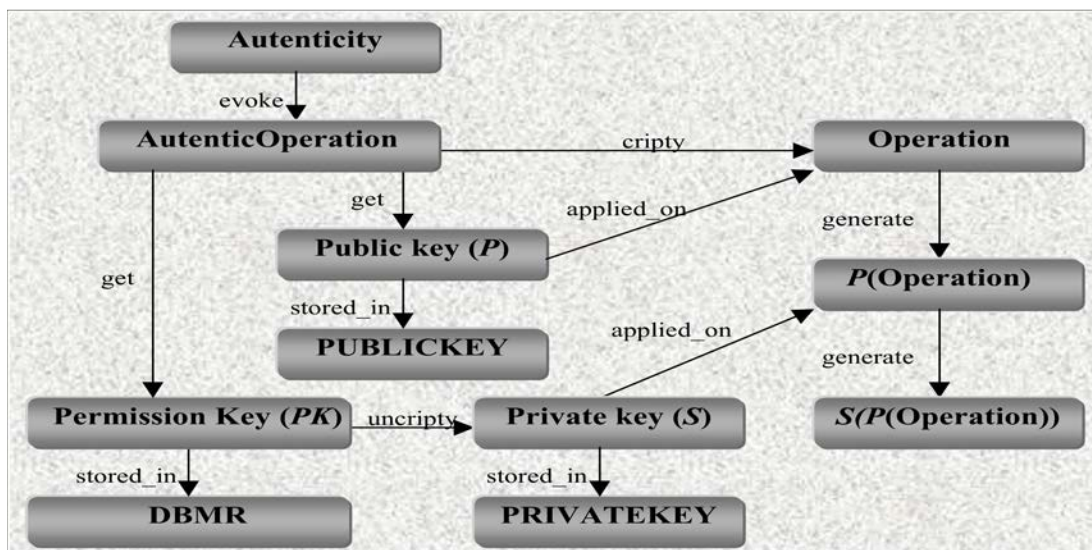 Autenticity
evoke
AutenticOperation
cripty
Operation
get
applied_on
generate
Public key (P)
get
P(Operation)
stored_in
applied_on
PUBLICKEY
generate
Permission Key (PK)
uncripty
Private key (S)
S(P(Operation))
stored_in
stored_in
DBMR
PRIVATEKEY